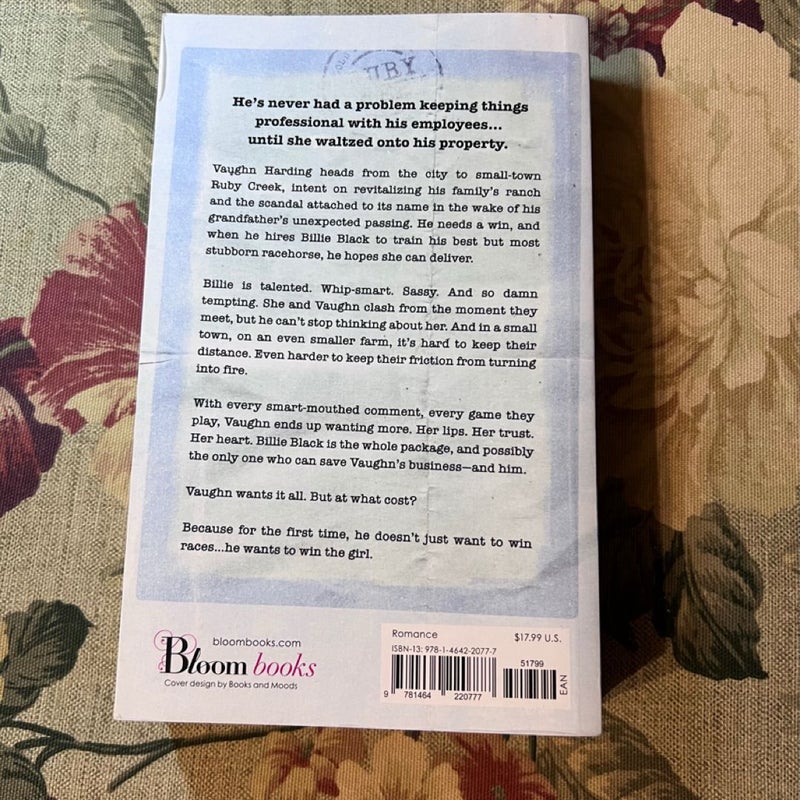 UBY
He's never had a problem keeping things
professional with his employees...
until she waltzed onto his property.
Vaughn Harding heads from the city to small-town
Ruby Creek, intent on revitalizing his family's ranch
and the scandal attached to its name in the wake of his
grandfather's unexpected passing. He needs a win, and
when he hires Billie Black to train his best but most
stubborn racehorse, he hopes she can deliver.
Billie is talented. Whip-smart. Sassy. And so damn
tempting. She and Vaughn clash from the moment they
meet, but he can't stop thinking about her. And in a small
town, on an even smaller farm, it's hard to keep their
distance. Even harder to keep their friction from turning
into fire.
With every smart-mouthed comment, every game they
play, Vaughn ends up wanting more. Her lips. Her trust.
Her heart. Billie Black is the whole package, and possibly
the only one who can save Vaughn's business—and him.
Vaughn wants it all. But at what cost?
Because for the first time, he doesn't just want to win
races...he wants to win the girl.
bloombooks.com
Bloom books
Cover design by Books and Moods
Romance $17.99 U.S.
ISBN-13: 978-1-4642-2077-7
51799
9 781464 220777
EAN